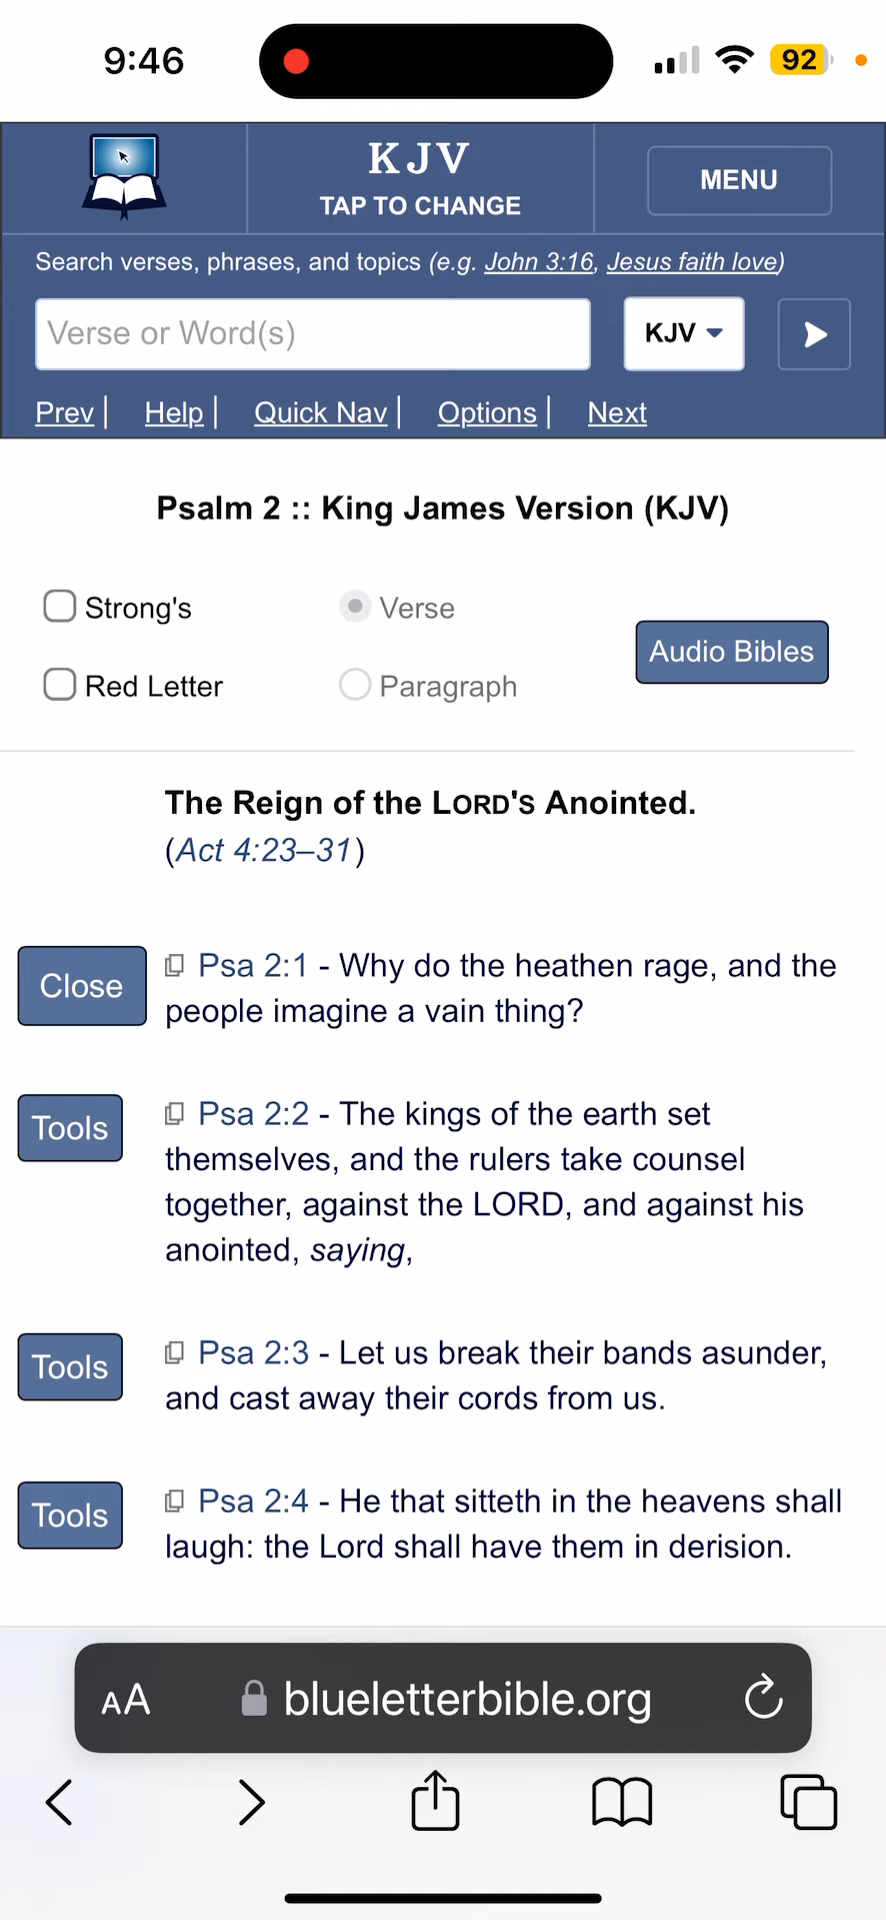 9:46
92
KJV
TAP TO CHANGE
MENU
Search verses, phrases, and topics (e.g. John 3:16, Jesus faith love)
Verse or Word(s)
KJV
Prev | Help | Quick Nav | Options | Next
Psalm 2 :: King James Version (KJV)
Strong's
Verse
Audio Bibles
Red Letter
Paragraph
The Reign of the LORD'S Anointed.
(Act 4:23–31)
Close
Psa 2:1 - Why do the heathen rage, and the
people imagine a vain thing?
Tools
Psa 2:2 - The kings of the earth set
themselves, and the rulers take counsel
together, against the LORD, and against his
anointed, saying,
Tools
Psa 2:3 - Let us break their bands asunder,
and cast away their cords from us.
Tools
Psa 2:4 - He that sitteth in the heavens shall
laugh: the Lord shall have them in derision.
AA
blueletterbible.org